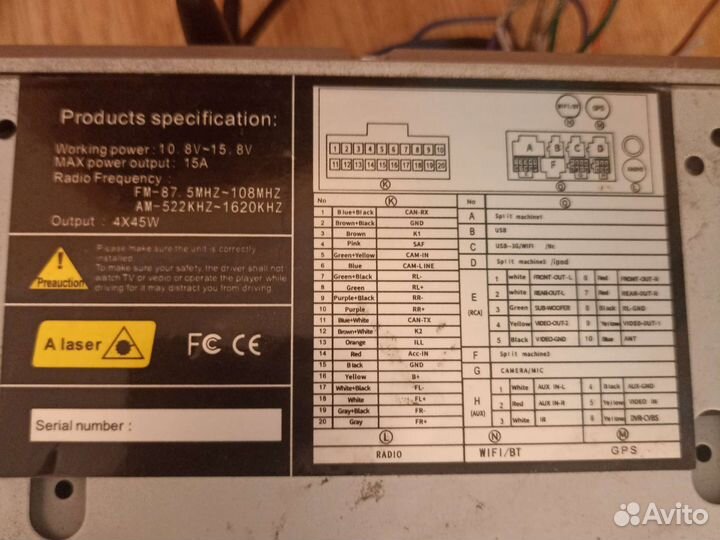 Products specification:
Working power: 10. 8V~15. 8V
MAX power output: 15A
Radio Frequency:
FM-87. 5MHZ~108MHZ
AM-522KHZ~1620KHZ
Output : 4X45W
Preauction
Please make sure the unit is correctly
installed
To make sure your safety, the driver shall not
watch TV or vedio or operate the player while
driving for it may distract you from driving.
A laser
FC CE
Serial number :
WIFI/BT GPS
N M
1 2 3 4 5 6 7 8 9 10
11 12 13 14 15 16 17 18 19 20
K
A B C D
F
L
No K
1 Blue+Black CAN-RX
2 Brown+Black GND
3 Brown K1
4 Pink SAF
5 Green+Yellow CAM-IN
6 Blue CAM-LINE
7 Green+Black RL-
8 Green RL+
9 Purple+Black RR-
10 Purple RR+
11 Blue+White CAN-TX
12 Brown+White K2
13 Orange ILL
14 Red Acc-IN
15 Black GND
16 Yellow B+
17 White+Black FL-
18 White FL+
19 Gray+Black FR-
20 Gray FR+
No
A Split machine1
B USB
C USB-3G/WIFI /Nc
D Split machine3 /ipod
E (RCA)
1 white FRONT-OUT-L 6 Red FRONT-OUT-R
2 white REAR-OUT-L 7 Red REAR-OUT-R
3 Green SUB-WOOFER 8 Black RL-GND
4 Yellow VIDEO-OUT-2 9 Yellow VIDEO-OUT-1
5 Black VIDEO-GND 10 Blue ANT
F Split machine2
G CAMERA/MIC
H (AUX)
1 White AUX IN-L 4 Black AUX-GND
2 Red AUX IN-R 5 Yellow VIDEO IN
3 White IR 6 Yellow DVR-CVBS
L N M
RADIO WIFI/BT GPS
Avito